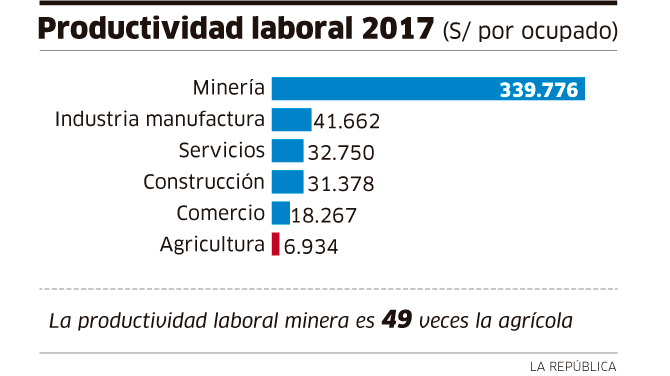 Productividad laboral 2017 (S/ por ocupado)
Minería 339.776
Industria manufactura 41.662
Servicios 32.750
Construcción 31.378
Comercio 18.267
Agricultura 6.934
La productividad laboral minera es 49 veces la agrícola
LA REPÚBLICA